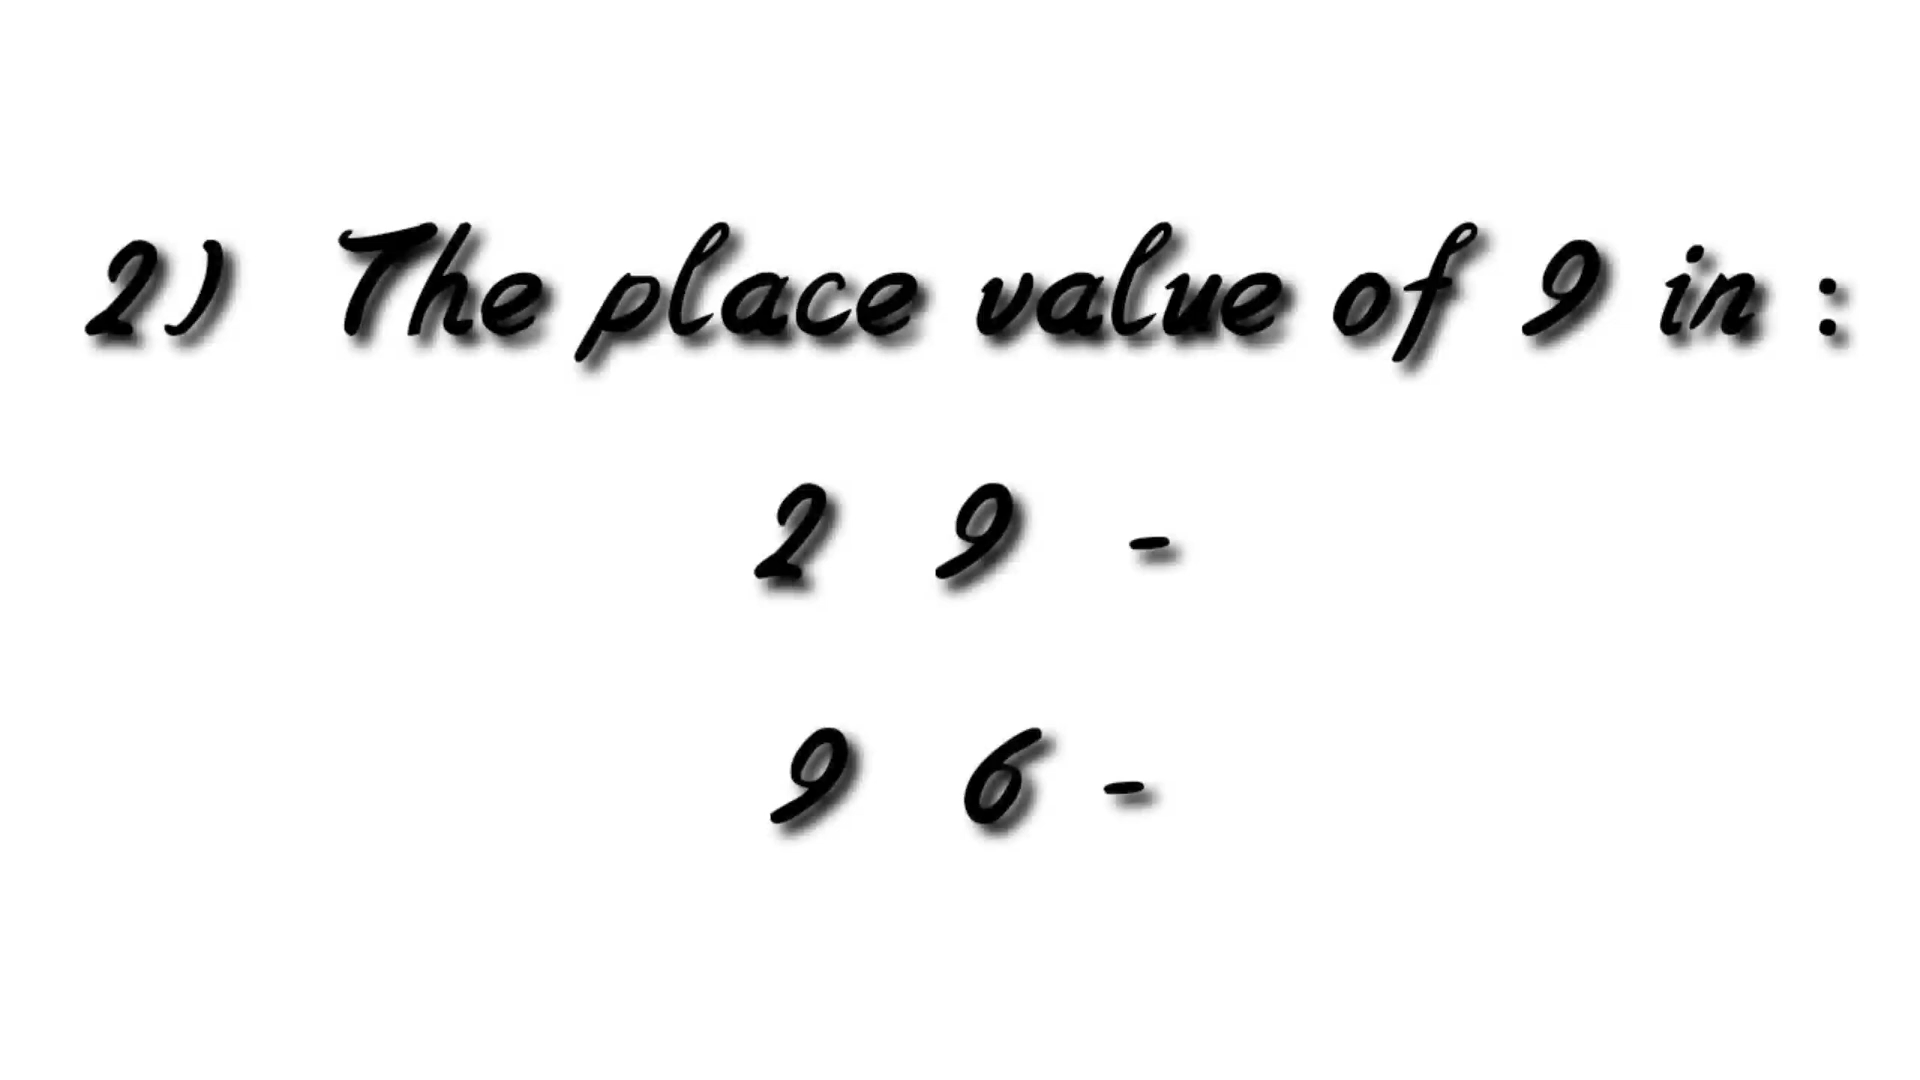 2) The place value of 9 in :
2 9 -
9 6 -